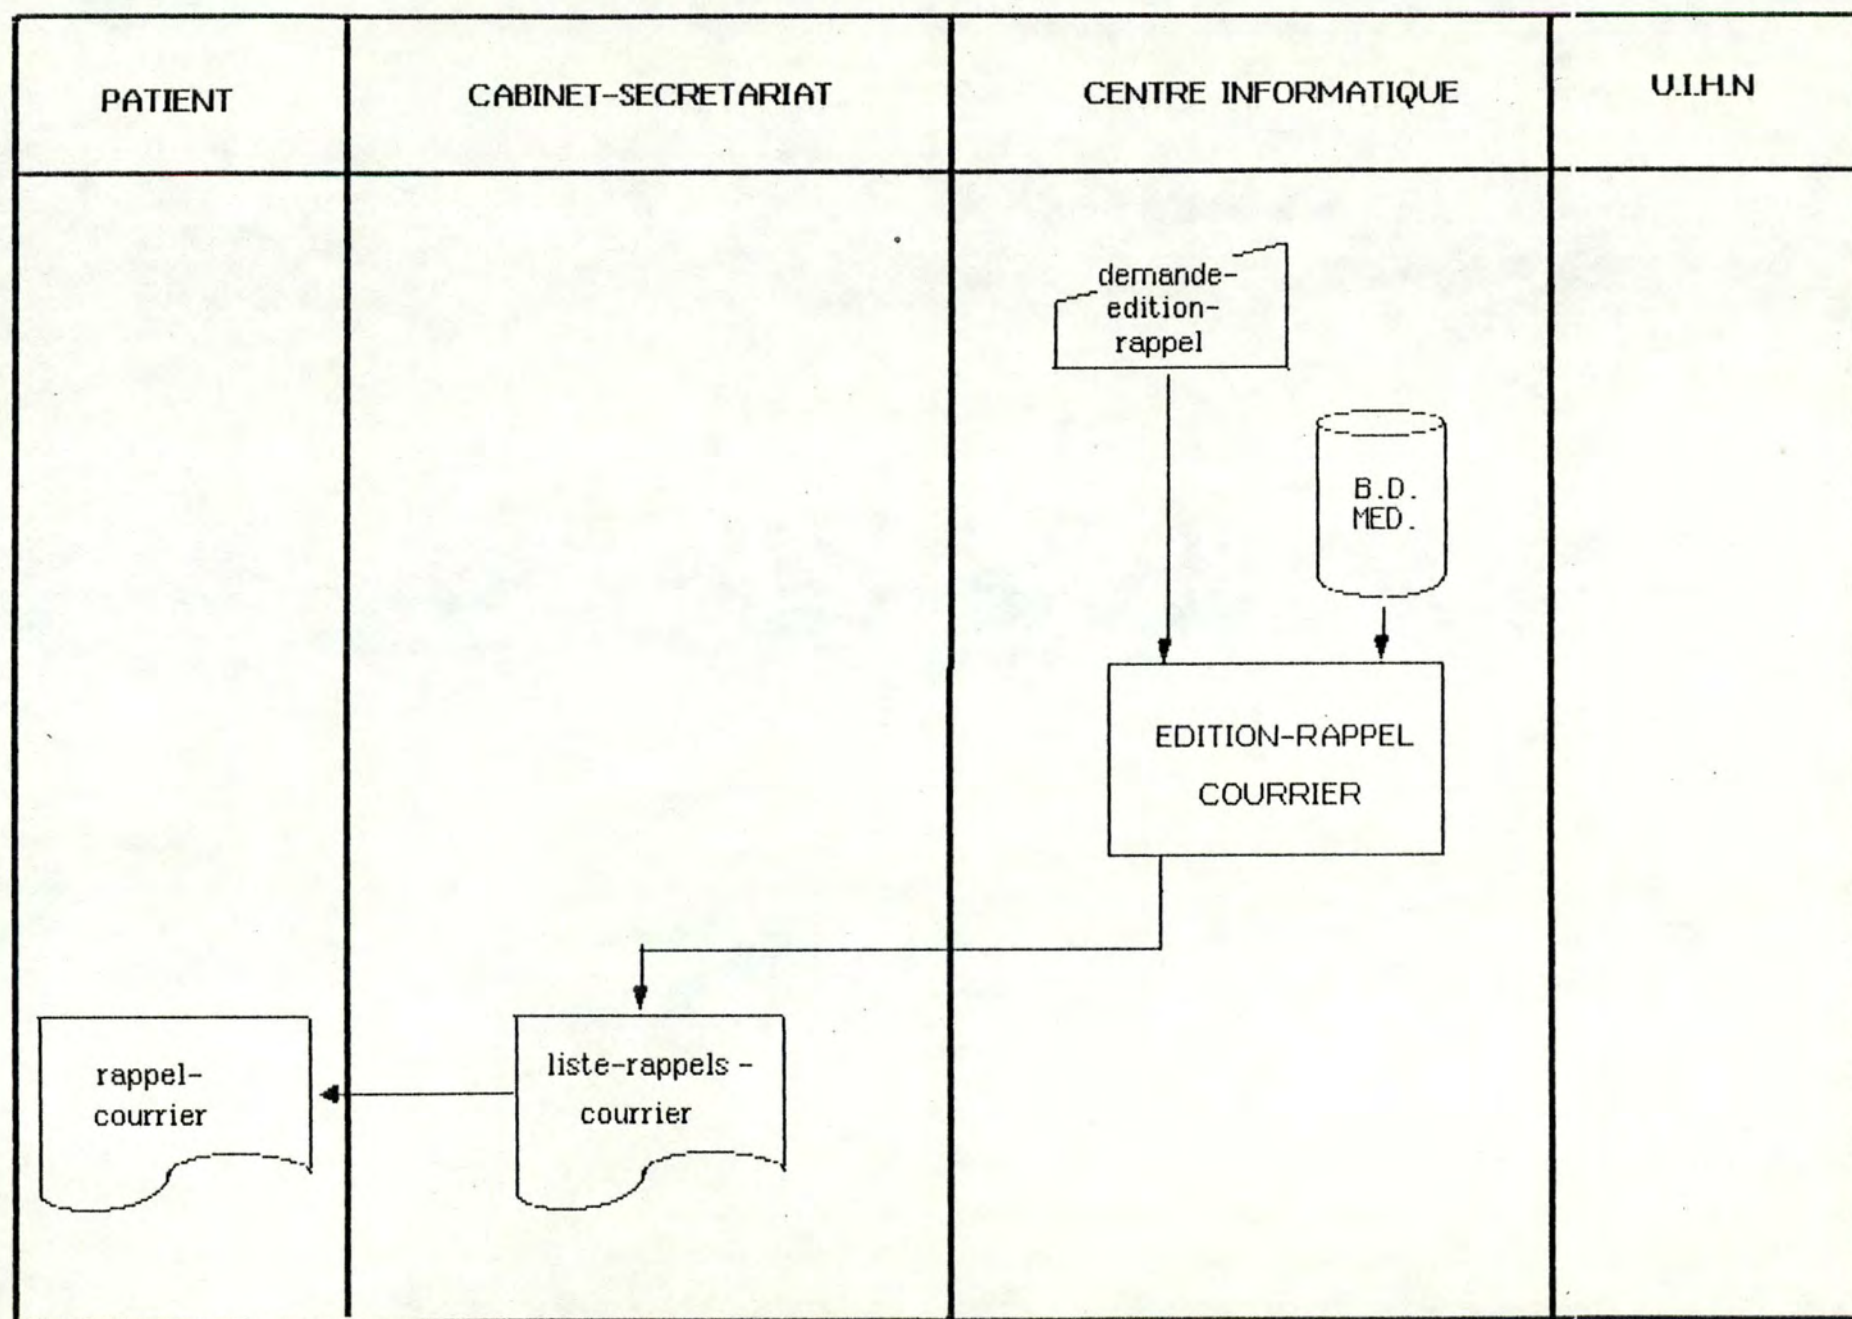 PATIENT
CABINET-SECRETARIAT
CENTRE INFORMATIQUE
U.I.H.N
demande-
edition-
rappel
B.D.
MED.
EDITION-RAPPEL
COURRIER
rappel-
courrier
liste-rappels -
courrier